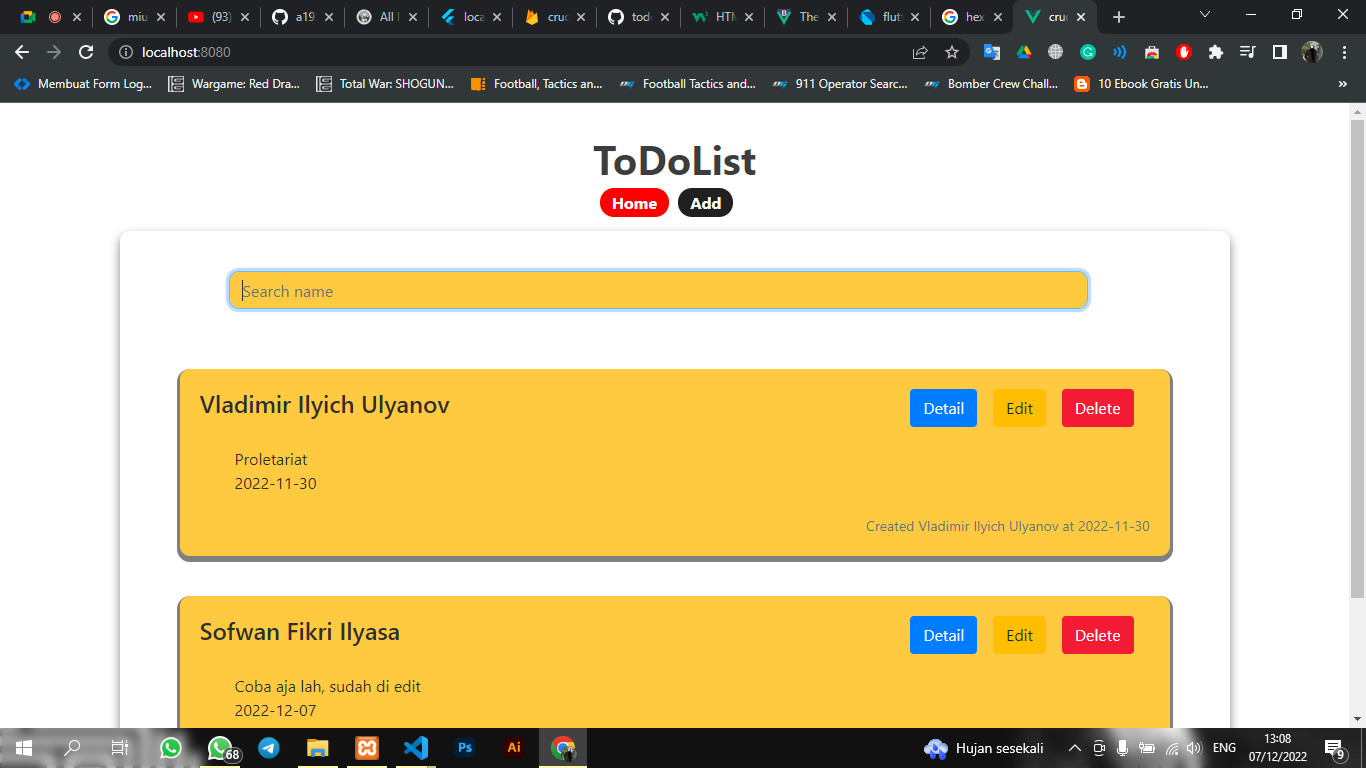 miu
(93)
a19
All I
loca
cruc
tod
HTM
The
flut
hex
cruc
localhost:8080
Membuat Form Log...
Wargame: Red Dra...
Total War: SHOGUN...
Football, Tactics an...
Football Tactics and...
911 Operator Searc...
Bomber Crew Chall...
10 Ebook Gratis Un...
»
ToDoList
Home Add
Search name
Vladimir Ilyich Ulyanov
Detail Edit Delete
Proletariat
2022-11-30
Created Vladimir Ilyich Ulyanov at 2022-11-30
Sofwan Fikri Ilyasa
Detail Edit Delete
Coba aja lah, sudah di edit
2022-12-07
68
Ps
Ai
Hujan sesekali
ENG
13:08
07/12/2022
9